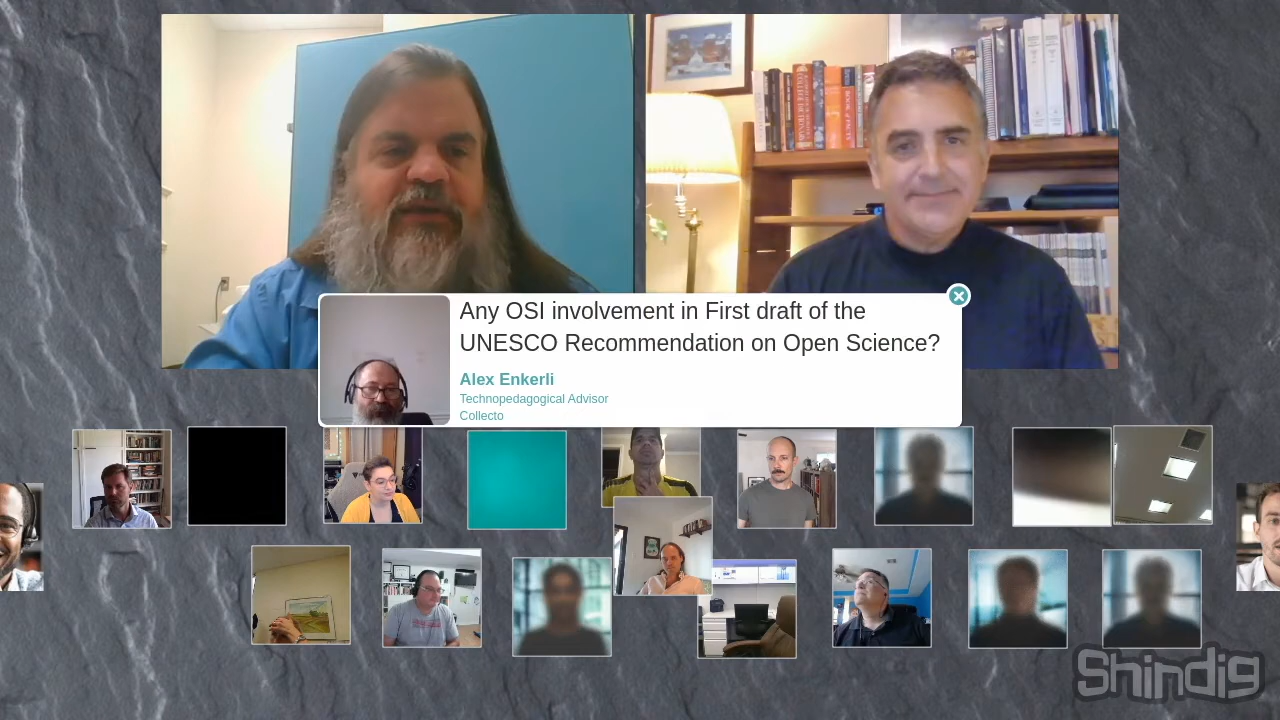 Any OSI involvement in First draft of the
UNESCO Recommendation on Open Science?
Alex Enkerli
Technopedagogical Advisor
Collecto
Shindig